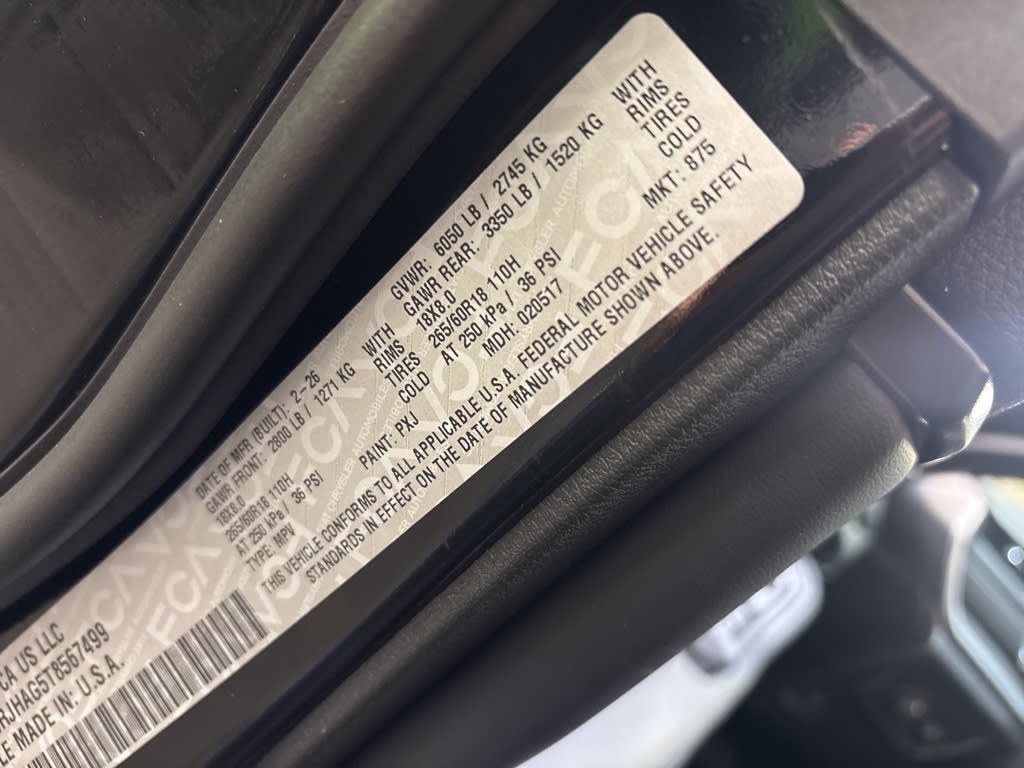 CA US LLC
DATE OF MFR (BUILT): 2-26
GVWR: 6050 LB / 2745 KG
GAWR FRONT: 2800 LB / 1271 KG WITH
GAWR REAR: 3350 LB / 1520 KG WITH
18X8.0 RIMS
18X8.0 RIMS
265/60R18 110H TIRES
265/60R18 110H TIRES
AT 250 kPa / 36 PSI COLD
AT 250 kPa / 36 PSI COLD
RJHAG5T8567499
TYPE: MPV
PAINT: PXJ
MDH: 020517
MKT: 875
LE MADE IN: U.S.A.
THIS VEHICLE CONFORMS TO ALL APPLICABLE U.S.A. FEDERAL MOTOR VEHICLE SAFETY
STANDARDS IN EFFECT ON THE DATE OF MANUFACTURE SHOWN ABOVE.